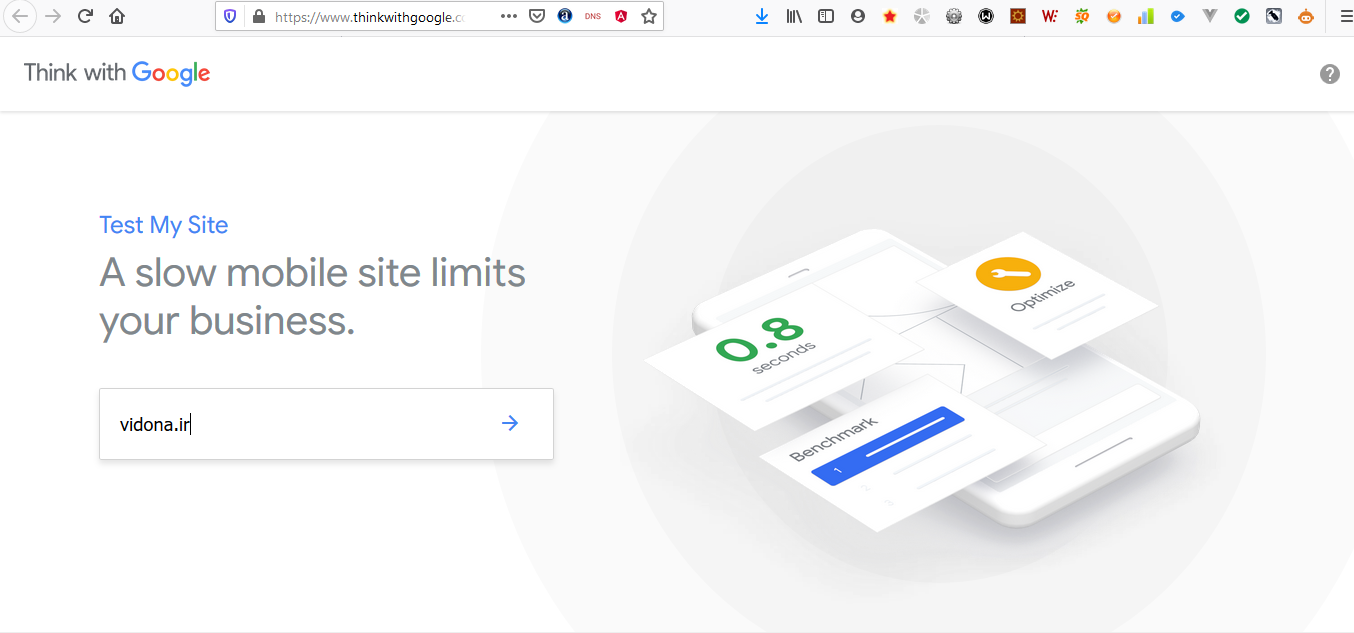 https://www.thinkwithgoogle.co
DNS
Think with Google
?
Test My Site
A slow mobile site limits
your business.
vidona.ir
0.8
seconds
Optimize
Benchmark
1